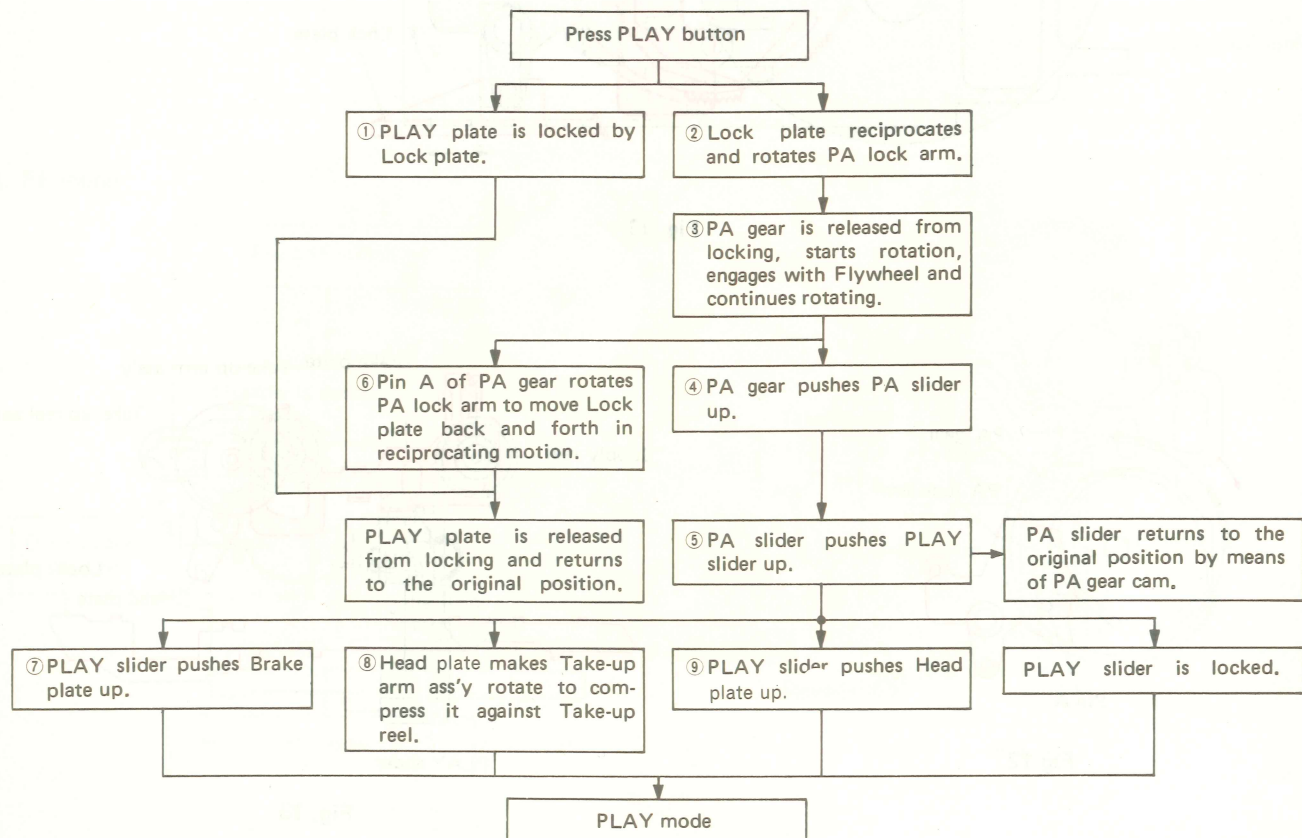 Press PLAY button
① PLAY plate is locked by
Lock plate.
② Lock plate reciprocates
and rotates PA lock arm.
③ PA gear is released from
locking, starts rotation,
engages with Flywheel and
continues rotating.
⑥ Pin A of PA gear rotates
PA lock arm to move Lock
plate back and forth in
reciprocating motion.
④ PA gear pushes PA slider
up.
PLAY plate is released
from locking and returns
to the original position.
⑤ PA slider pushes PLAY
slider up.
PA slider returns to the
original position by means
of PA gear cam.
⑦ PLAY slider pushes Brake
plate up.
⑧ Head plate makes Take-up
arm ass'y rotate to com-
press it against Take-up
reel.
⑨ PLAY slider pushes Head
plate up.
PLAY slider is locked.
PLAY mode